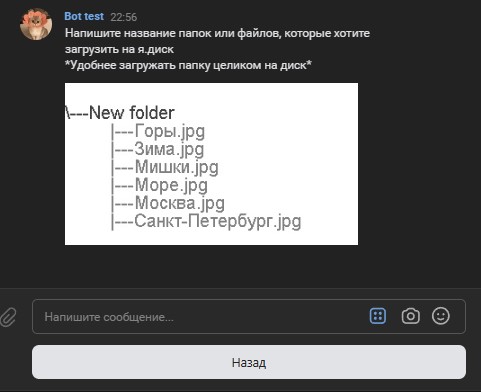 Bot test 22:56
Напишите название папок или файлов, которые хотите
загрузить на я.диск
*Удобнее загружать папку целиком на диск*
\---New folder
|---Горы.jpg
|---Зима.jpg
|---Мишки.jpg
|---Море.jpg
|---Москва.jpg
|---Санкт-Петербург.jpg
Напишите сообщение...
Назад